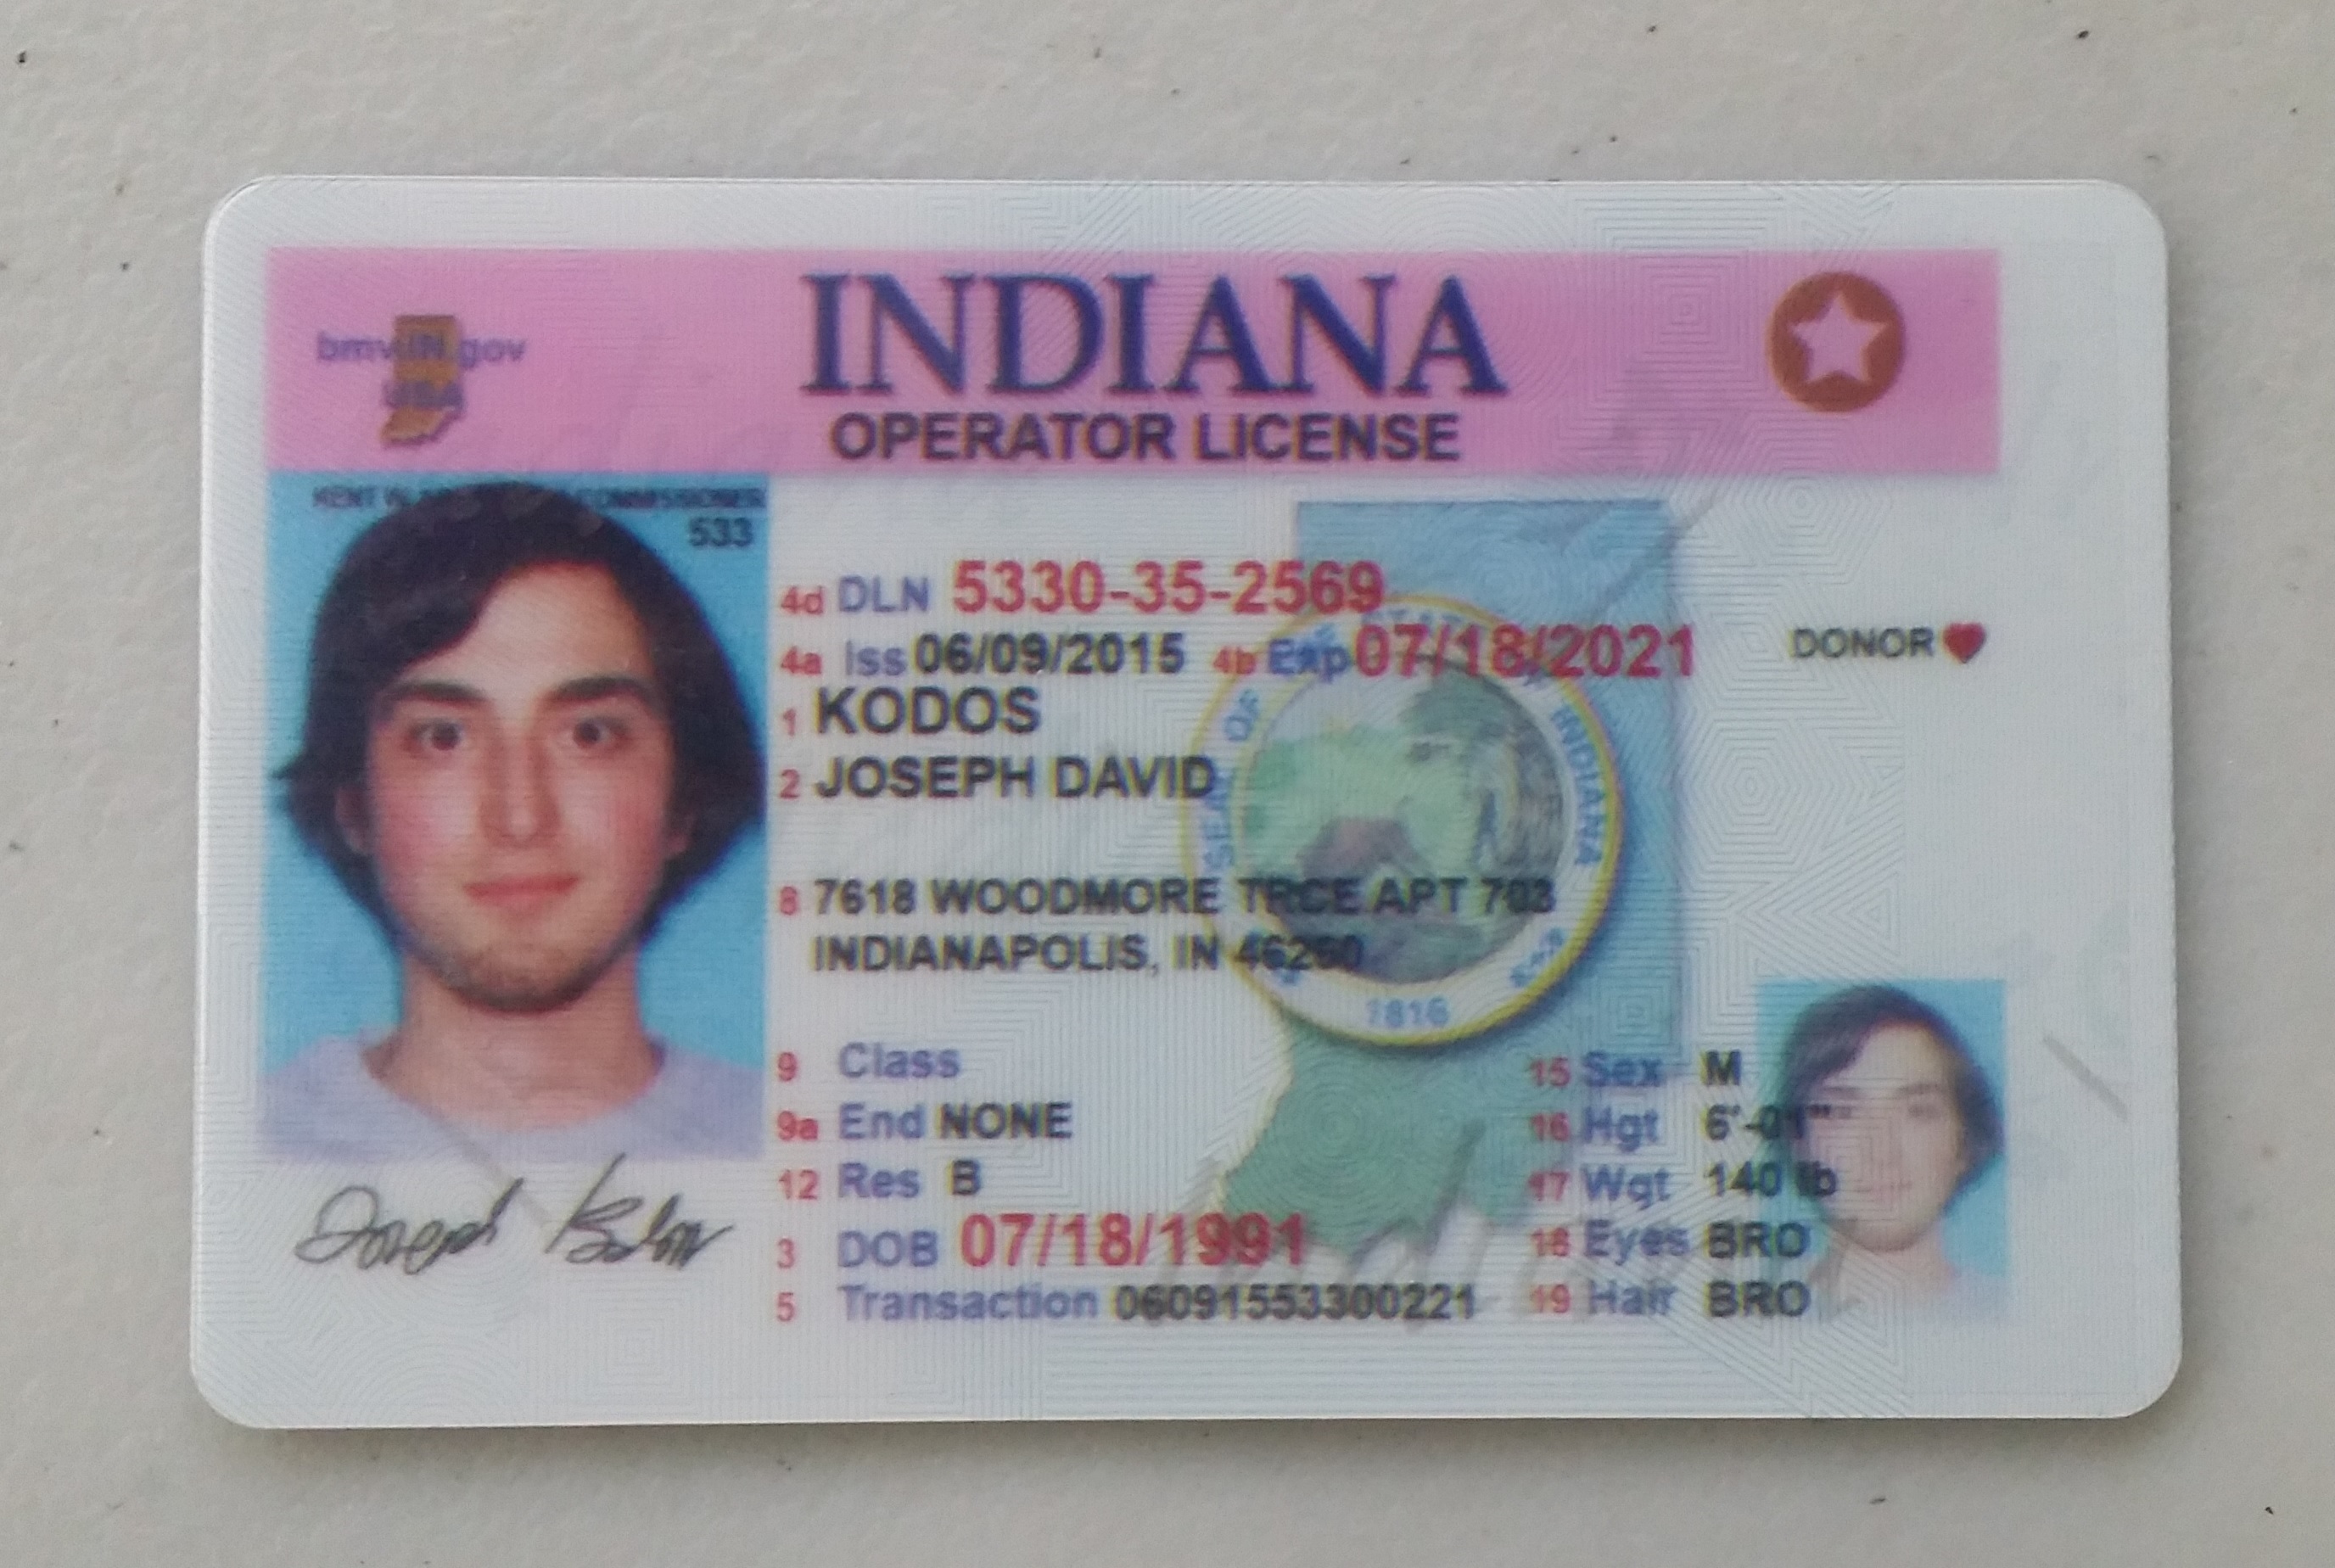 bmv.IN.gov
USA
INDIANA
OPERATOR LICENSE
KENT COMMISSIONER
533
4d DLN 5330-35-2569
4a Iss 06/09/2015 4b Exp 07/18/2021
DONOR
1 KODOS
2 JOSEPH DAVID
8 7618 WOODMORE TRCE APT 703
INDIANAPOLIS, IN 46260
SEAL OF THE STATE OF INDIANA
1816
9 Class
9a End NONE
12 Res B
3 DOB 07/18/1991
5 Transaction 06091553300221
15 Sex M
16 Hgt 6'-01"
17 Wgt 140 lb
18 Eyes BRO
19 Hair BRO
Joseph Kodos